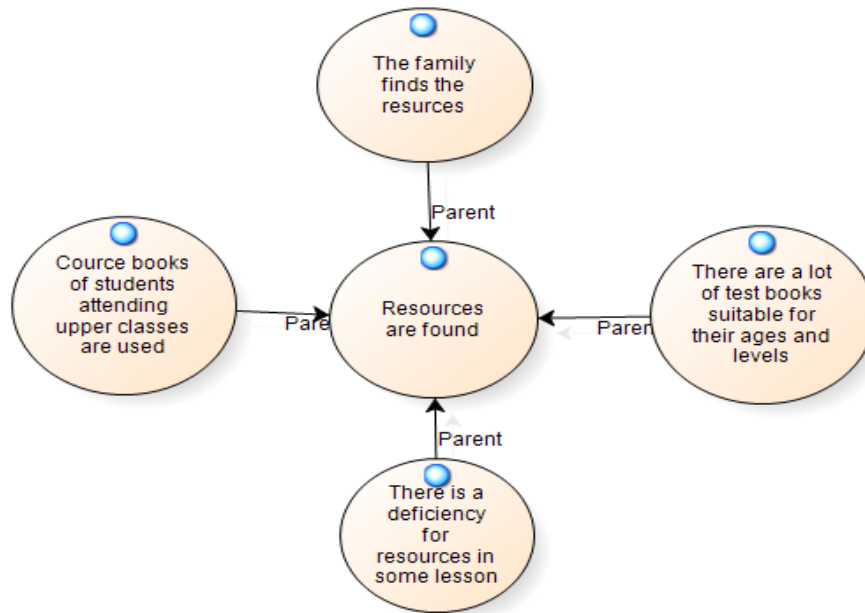 The family
finds the
resurces
Parent
Cource books
of students
attending
upper classes
are used
Pare
Resources
are found
There are a lot
of test books
suitable for
their ages and
levels
Paren
Parent
There is a
deficiency
for
resources in
some lesson